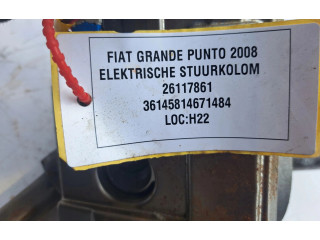 FIAT GRANDE PUNTO 2008
ELEKTRISCHE STUURKOLOM
26117861
36145814671484
LOC:H22